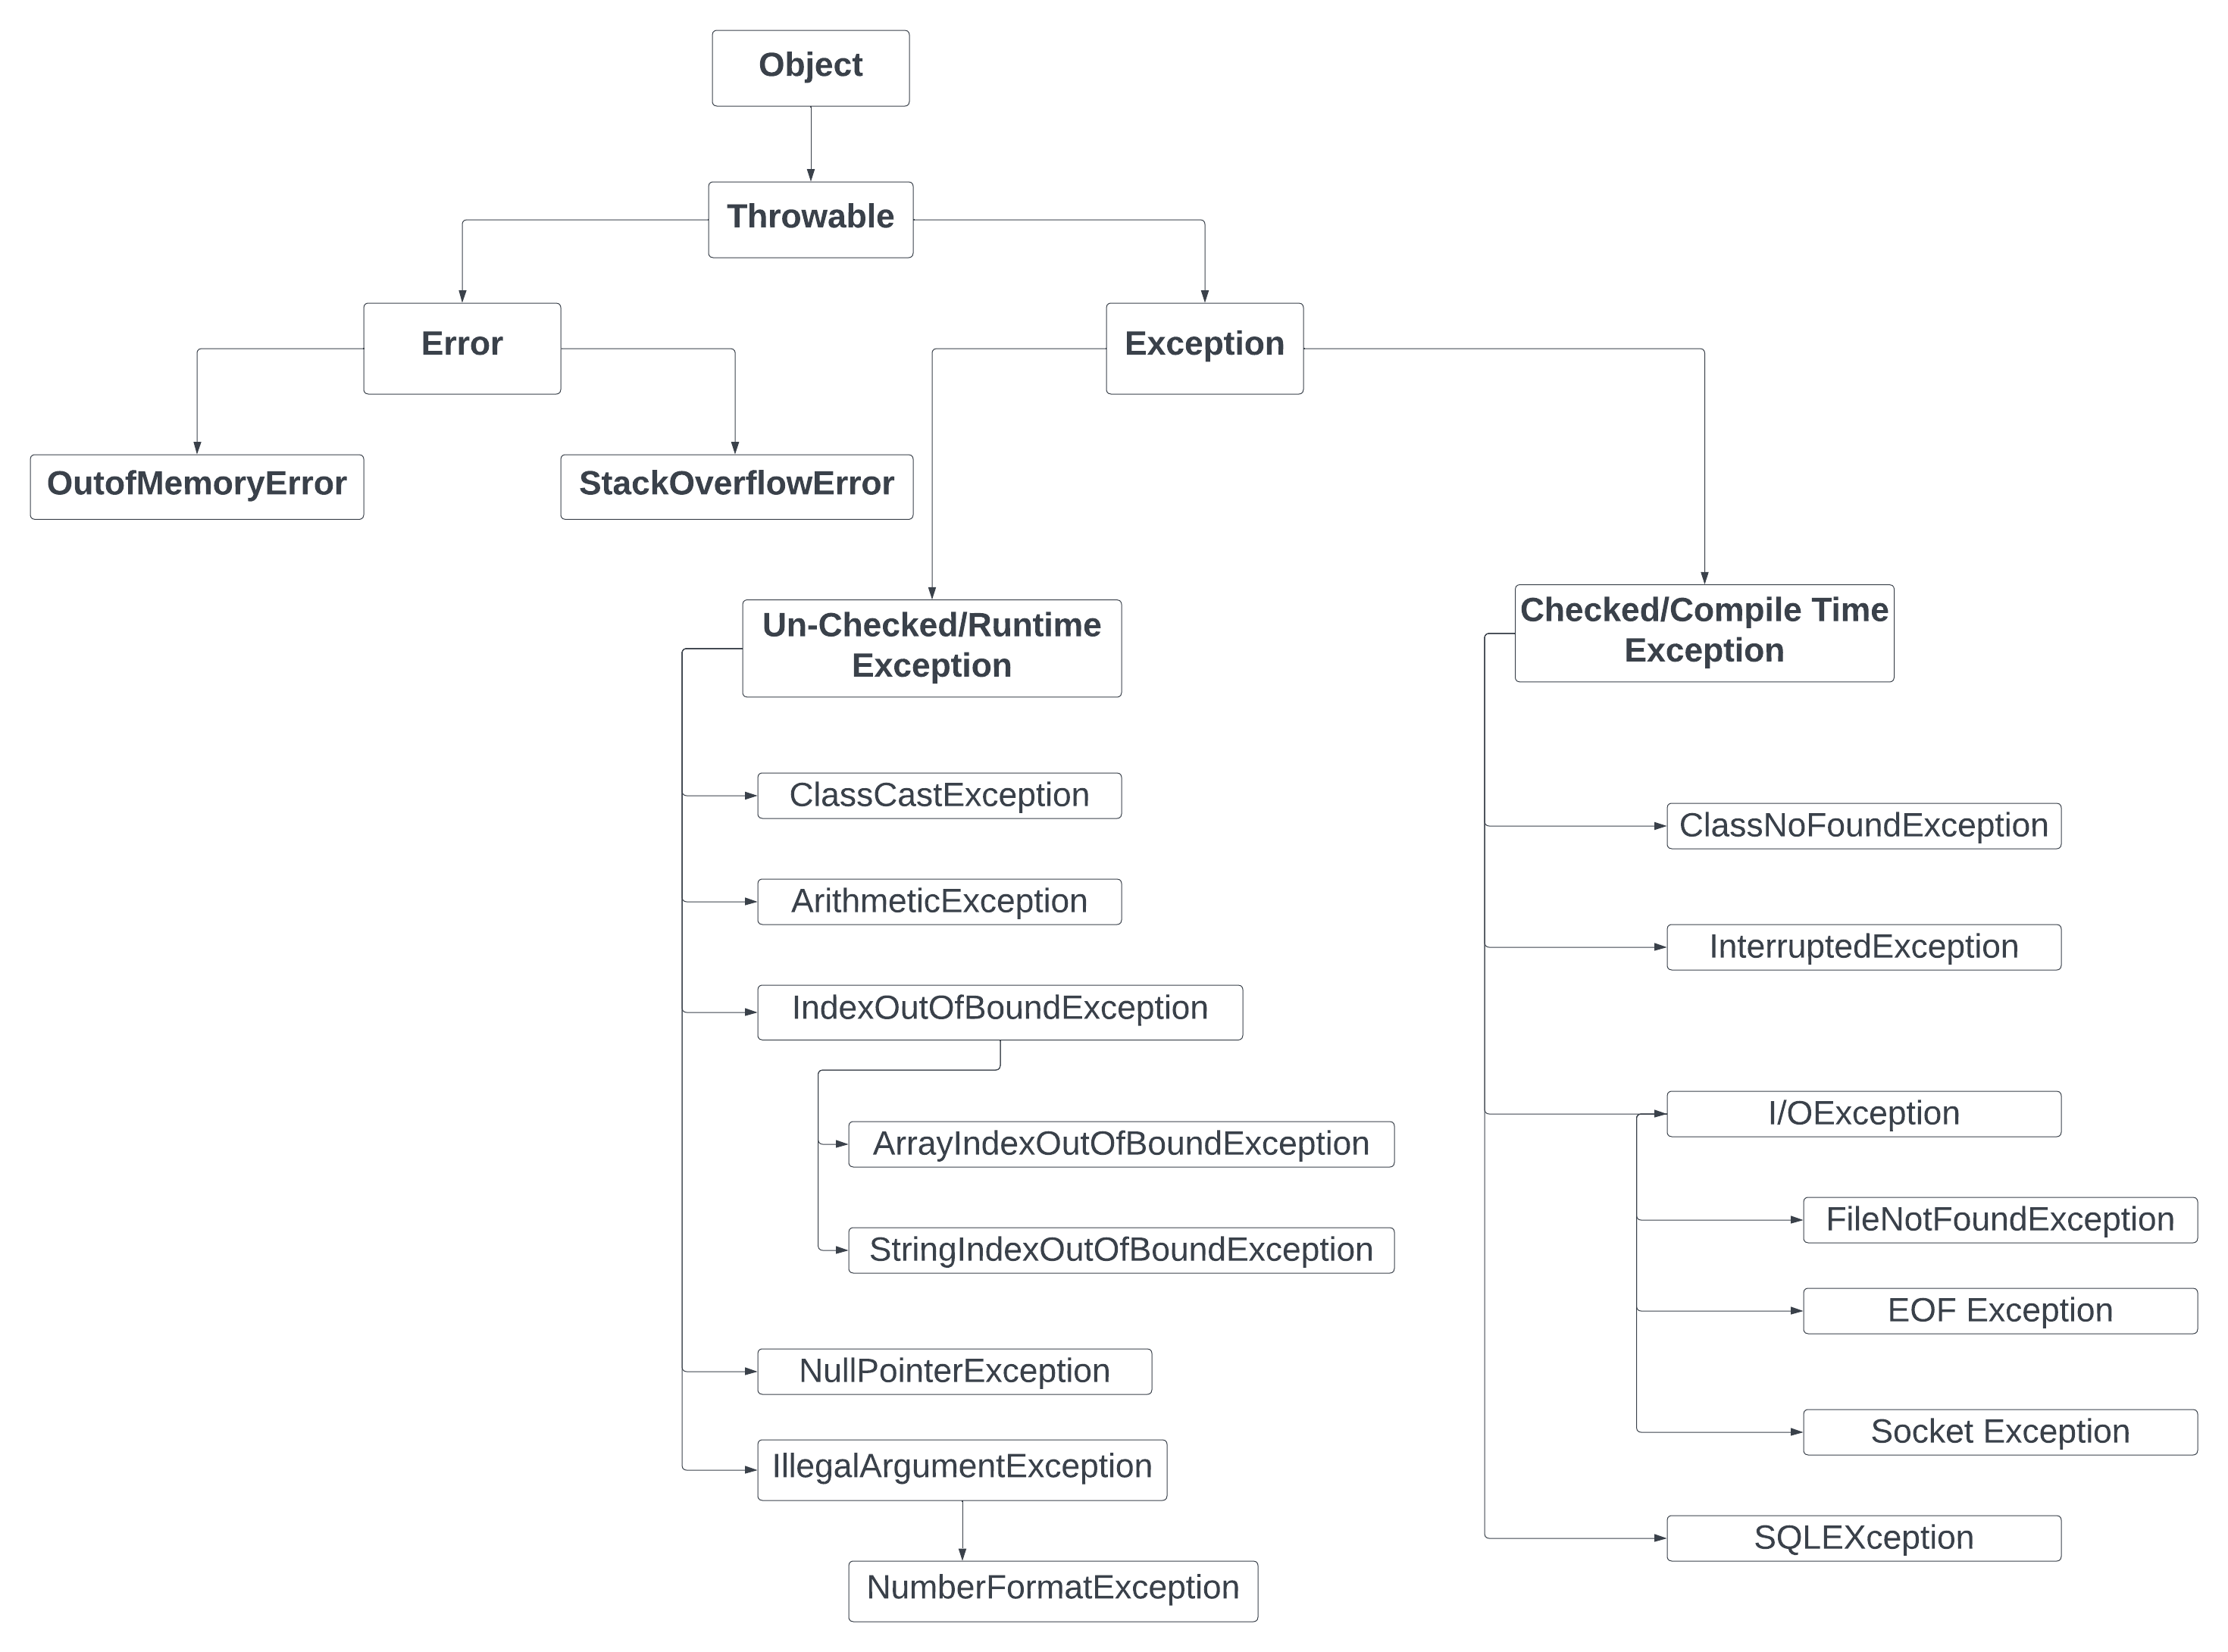 Object
Throwable
Error
Exception
OutofMemoryError
StackOverflowError
Un-Checked/Runtime
Exception
ClassCastException
ArithmeticException
IndexOutOfBoundException
ArrayIndexOutOfBoundException
StringIndexOutOfBoundException
NullPointerException
IllegalArgumentException
NumberFormatException
Checked/Compile Time
Exception
ClassNoFoundException
InterruptedException
I/OException
FileNotFoundException
EOF Exception
Socket Exception
SQLEXception